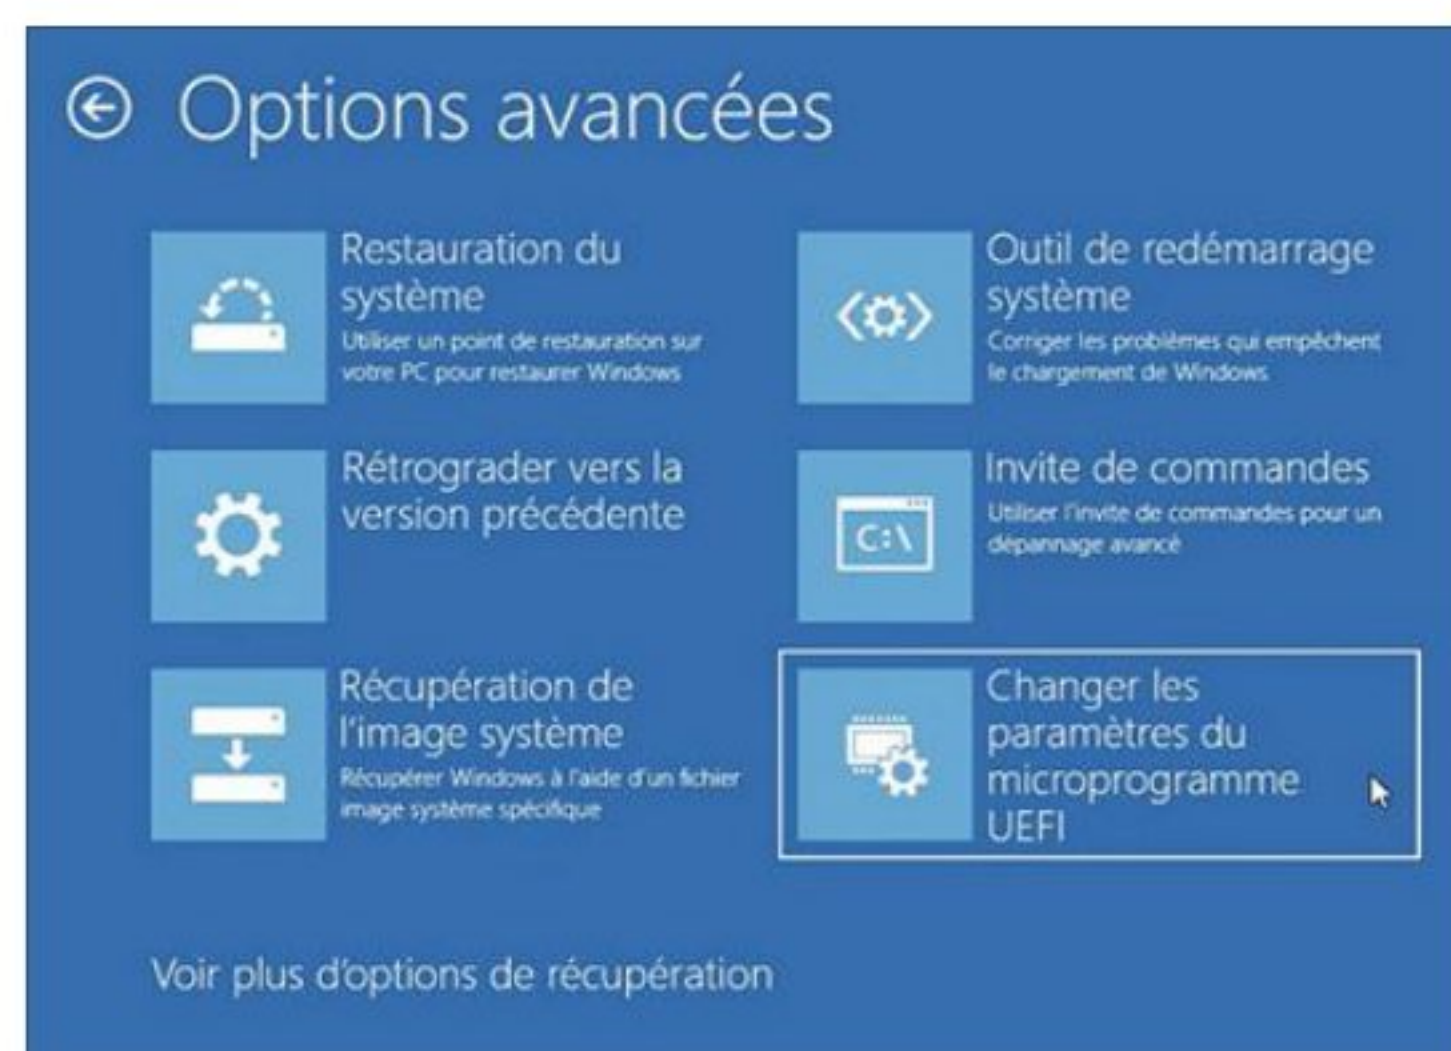 Options avancées
Restauration du
système
Utiliser un point de restauration sur
votre PC pour restaurer Windows
Outil de redémarrage
système
Corriger les problèmes qui empêchent
le chargement de Windows
Rétrograder vers la
version précédente
Invite de commandes
Utiliser l'invite de commandes pour un
dépannage avancé
C:\
Récupération de
l'image système
Récupérer Windows à l'aide d'un fichier
image système spécifique
Changer les
paramètres du
microprogramme
UEFI
Voir plus d'options de récupération